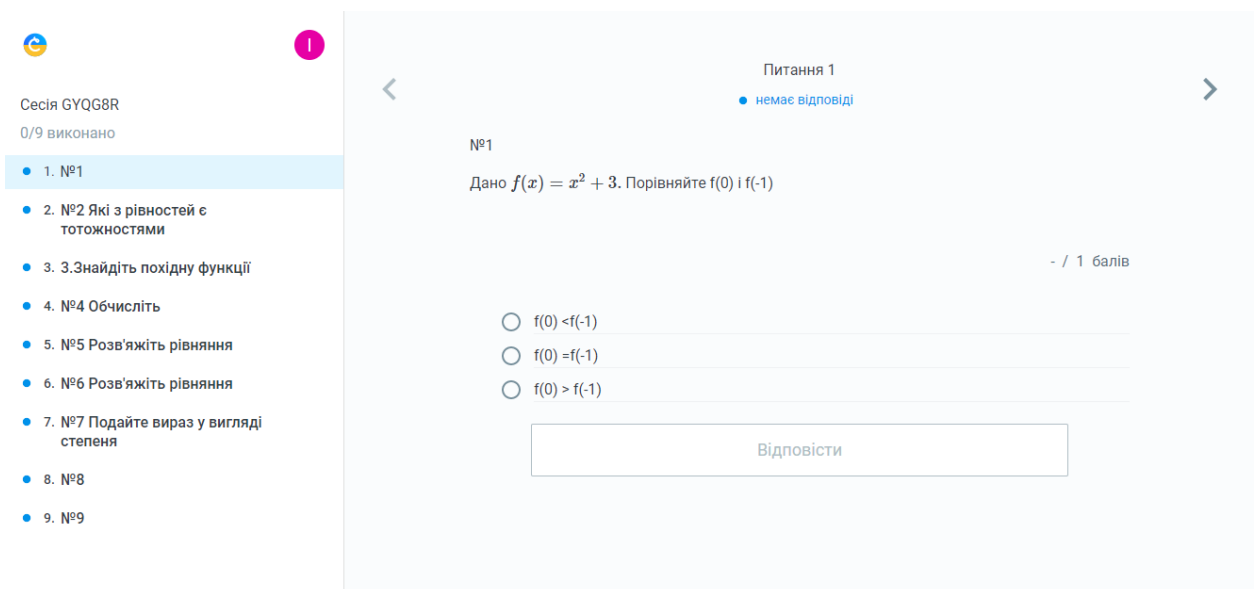 I
Сесія GYQG8R
0/9 виконано
1. №1
2. №2 Які з рівностей є
тотожностями
3. 3.Знайдіть похідну функції
4. №4 Обчисліть
5. №5 Розв'яжіть рівняння
6. №6 Розв'яжіть рівняння
7. №7 Подайте вираз у вигляді
степеня
8. №8
9. №9
Питання 1
немає відповіді
№1
Дано f(x) = x² + 3. Порівняйте f(0) і f(-1)
- / 1 балів
f(0) <f(-1)
f(0) =f(-1)
f(0) > f(-1)
Відповісти